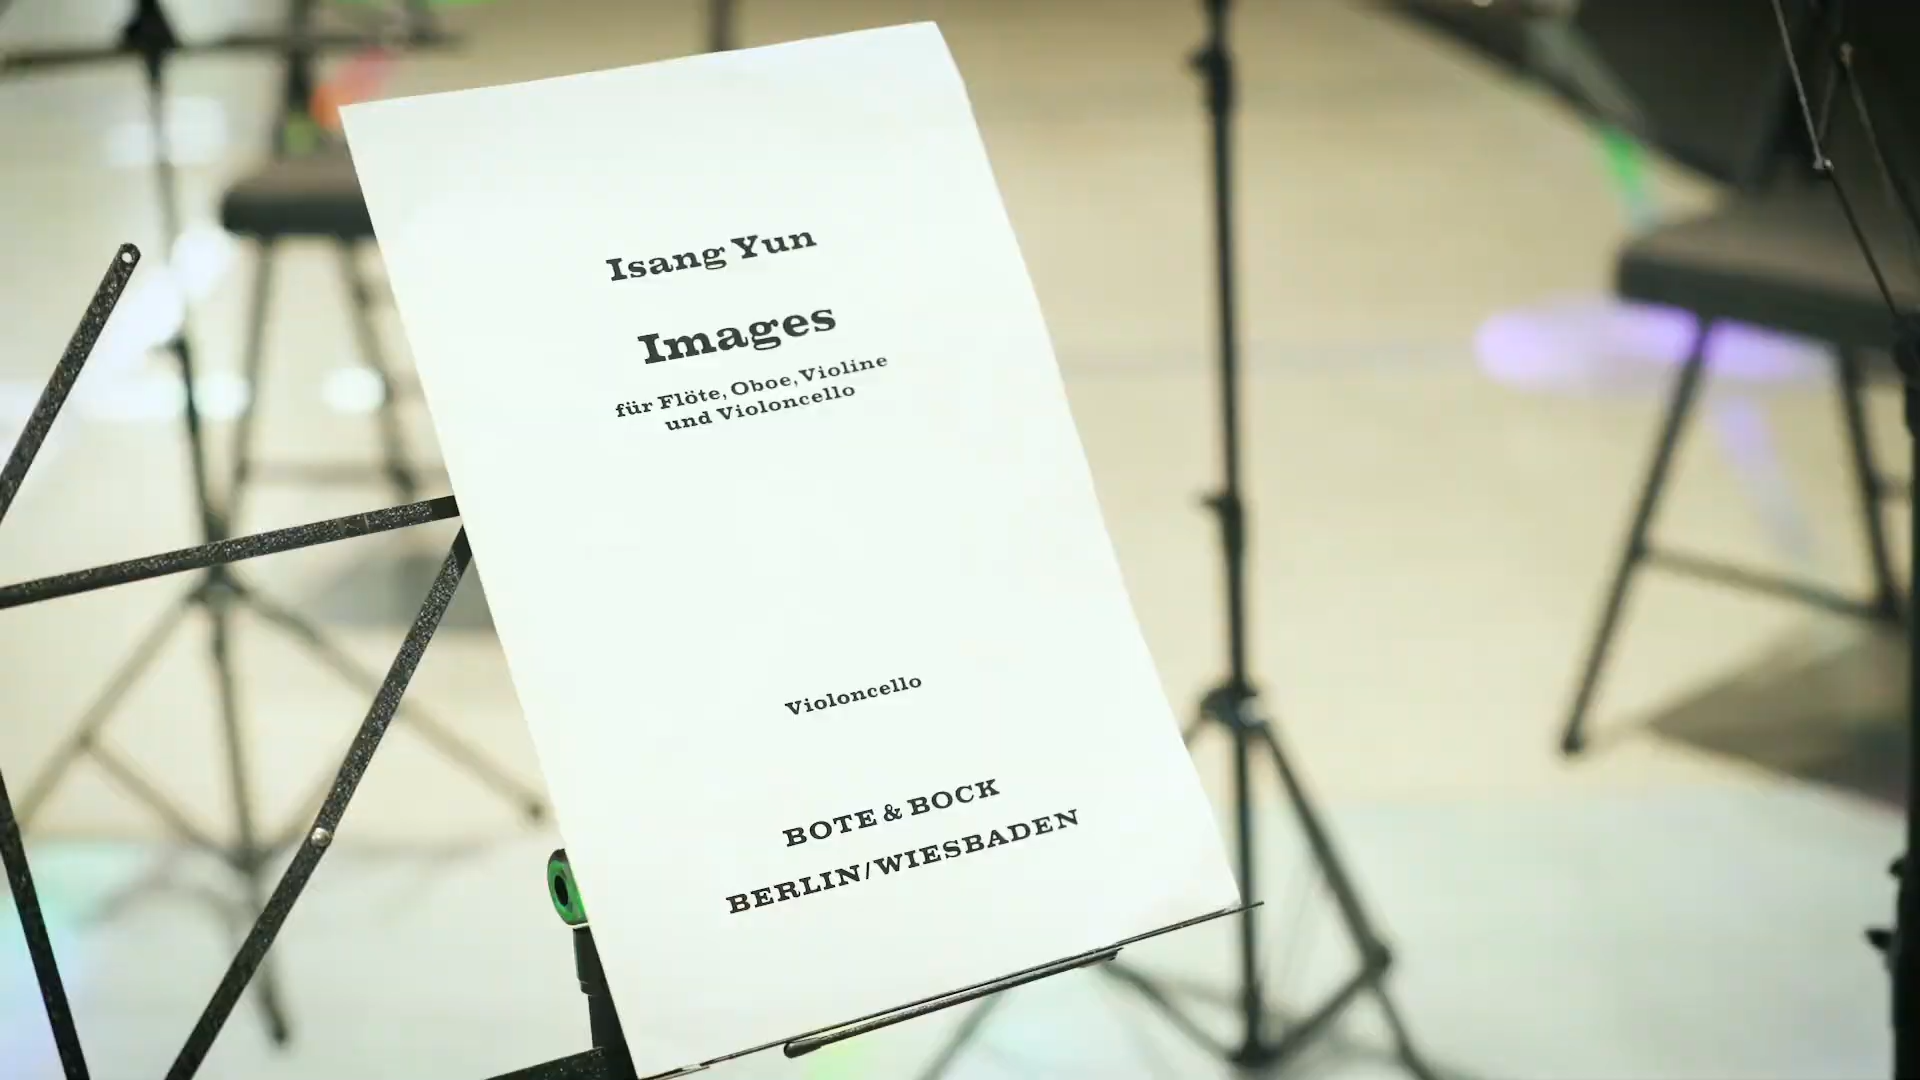 Isang Yun
Images
für Flöte, Oboe, Violine
und Violoncello
Violoncello
BOTE & BOCK
BERLIN/WIESBADEN